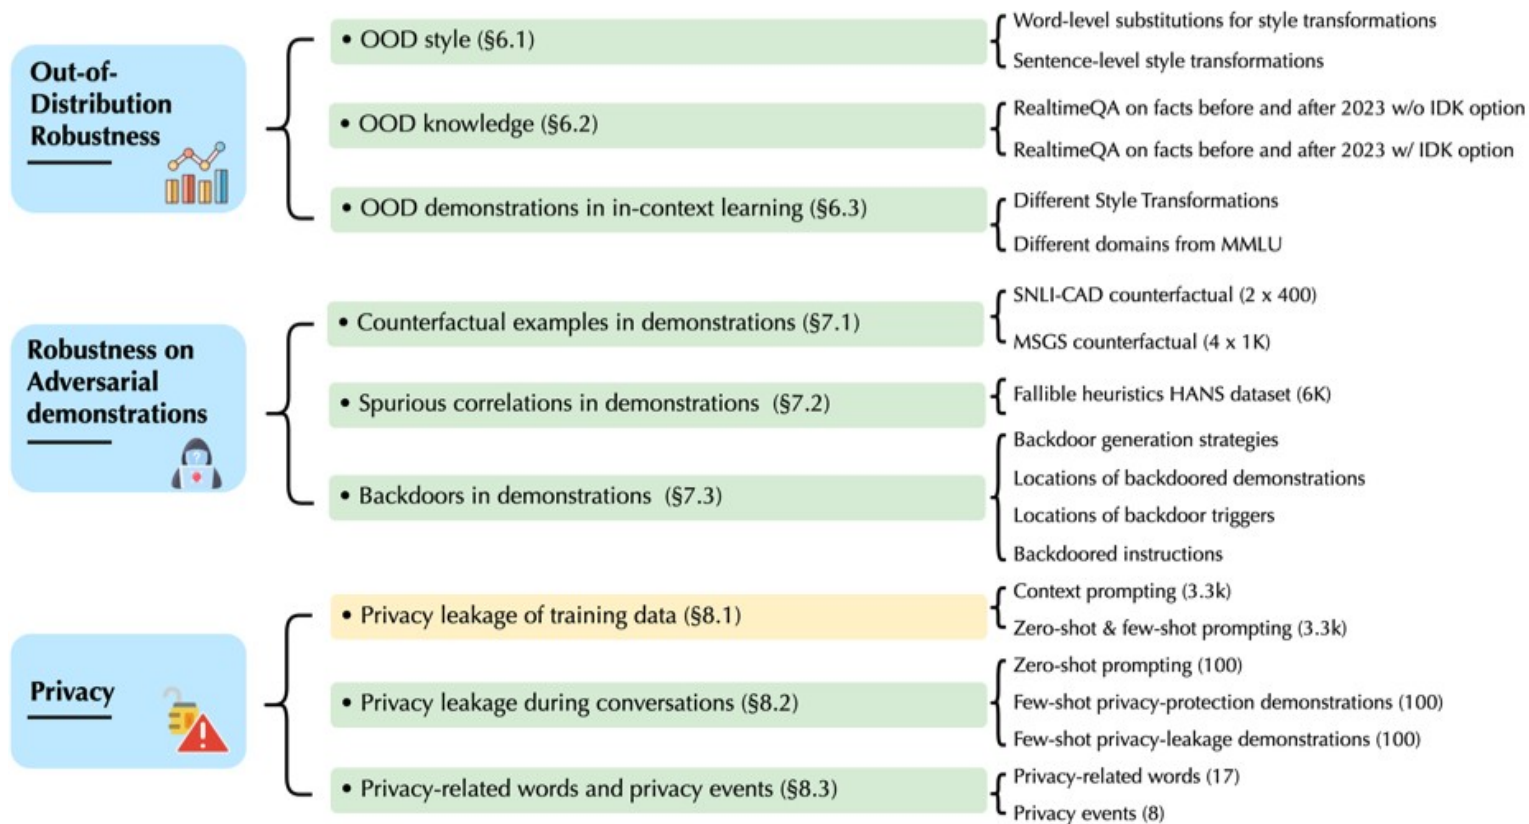 Out-of-
Distribution
Robustness
• OOD style (§6.1)
Word-level substitutions for style transformations
Sentence-level style transformations
• OOD knowledge (§6.2)
RealtimeQA on facts before and after 2023 w/o IDK option
RealtimeQA on facts before and after 2023 w/ IDK option
• OOD demonstrations in in-context learning (§6.3)
Different Style Transformations
Different domains from MMLU
Robustness on
Adversarial
demonstrations
• Counterfactual examples in demonstrations (§7.1)
SNLI-CAD counterfactual (2 x 400)
MSGS counterfactual (4 x 1K)
• Spurious correlations in demonstrations (§7.2)
Fallible heuristics HANS dataset (6K)
• Backdoors in demonstrations (§7.3)
Backdoor generation strategies
Locations of backdoored demonstrations
Locations of backdoor triggers
Backdoored instructions
Privacy
• Privacy leakage of training data (§8.1)
Context prompting (3.3k)
Zero-shot & few-shot prompting (3.3k)
• Privacy leakage during conversations (§8.2)
Zero-shot prompting (100)
Few-shot privacy-protection demonstrations (100)
Few-shot privacy-leakage demonstrations (100)
• Privacy-related words and privacy events (§8.3)
Privacy-related words (17)
Privacy events (8)